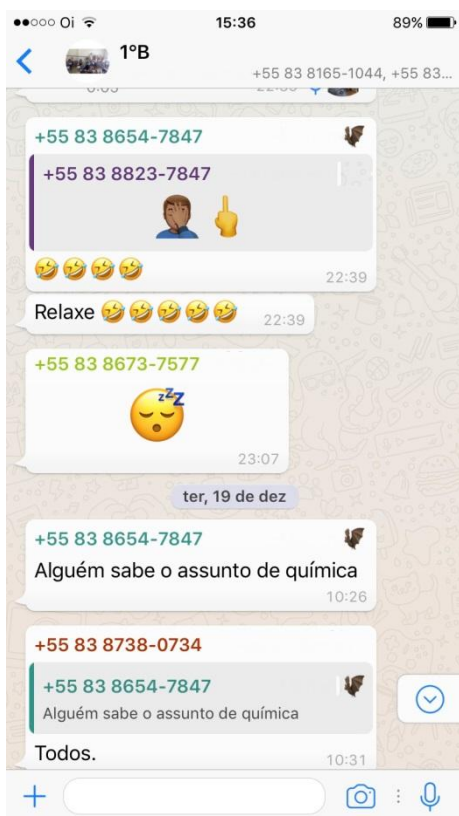 Oi 15:36 89%
1°B
+55 83 8165-1044, +55 83...
+55 83 8654-7847
+55 83 8823-7847
22:39
Relaxe 22:39
+55 83 8673-7577
zzZ
23:07
ter, 19 de dez
+55 83 8654-7847
Alguém sabe o assunto de química
10:26
+55 83 8738-0734
+55 83 8654-7847
Alguém sabe o assunto de química
Todos. 10:31